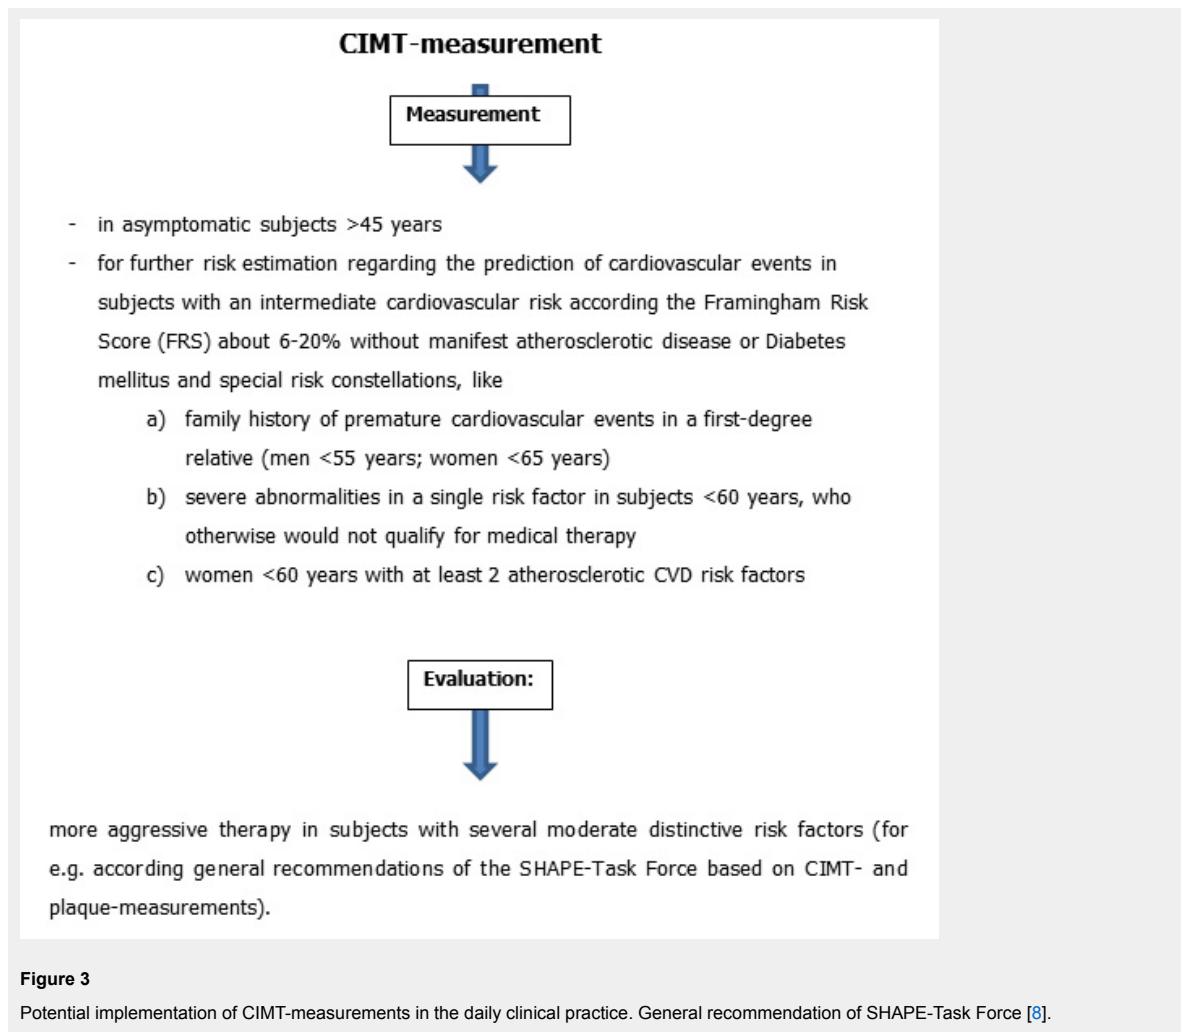 CIMT-measurement
Measurement
- in asymptomatic subjects >45 years
- for further risk estimation regarding the prediction of cardiovascular events in
subjects with an intermediate cardiovascular risk according the Framingham Risk
Score (FRS) about 6-20% without manifest atherosclerotic disease or Diabetes
mellitus and special risk constellations, like
a) family history of premature cardiovascular events in a first-degree
relative (men <55 years; women <65 years)
b) severe abnormalities in a single risk factor in subjects <60 years, who
otherwise would not qualify for medical therapy
c) women <60 years with at least 2 atherosclerotic CVD risk factors
Evaluation:
more aggressive therapy in subjects with several moderate distinctive risk factors (for
e.g. according general recommendations of the SHAPE-Task Force based on CIMT- and
plaque-measurements).
Figure 3
Potential implementation of CIMT-measurements in the daily clinical practice. General recommendation of SHAPE-Task Force [8].